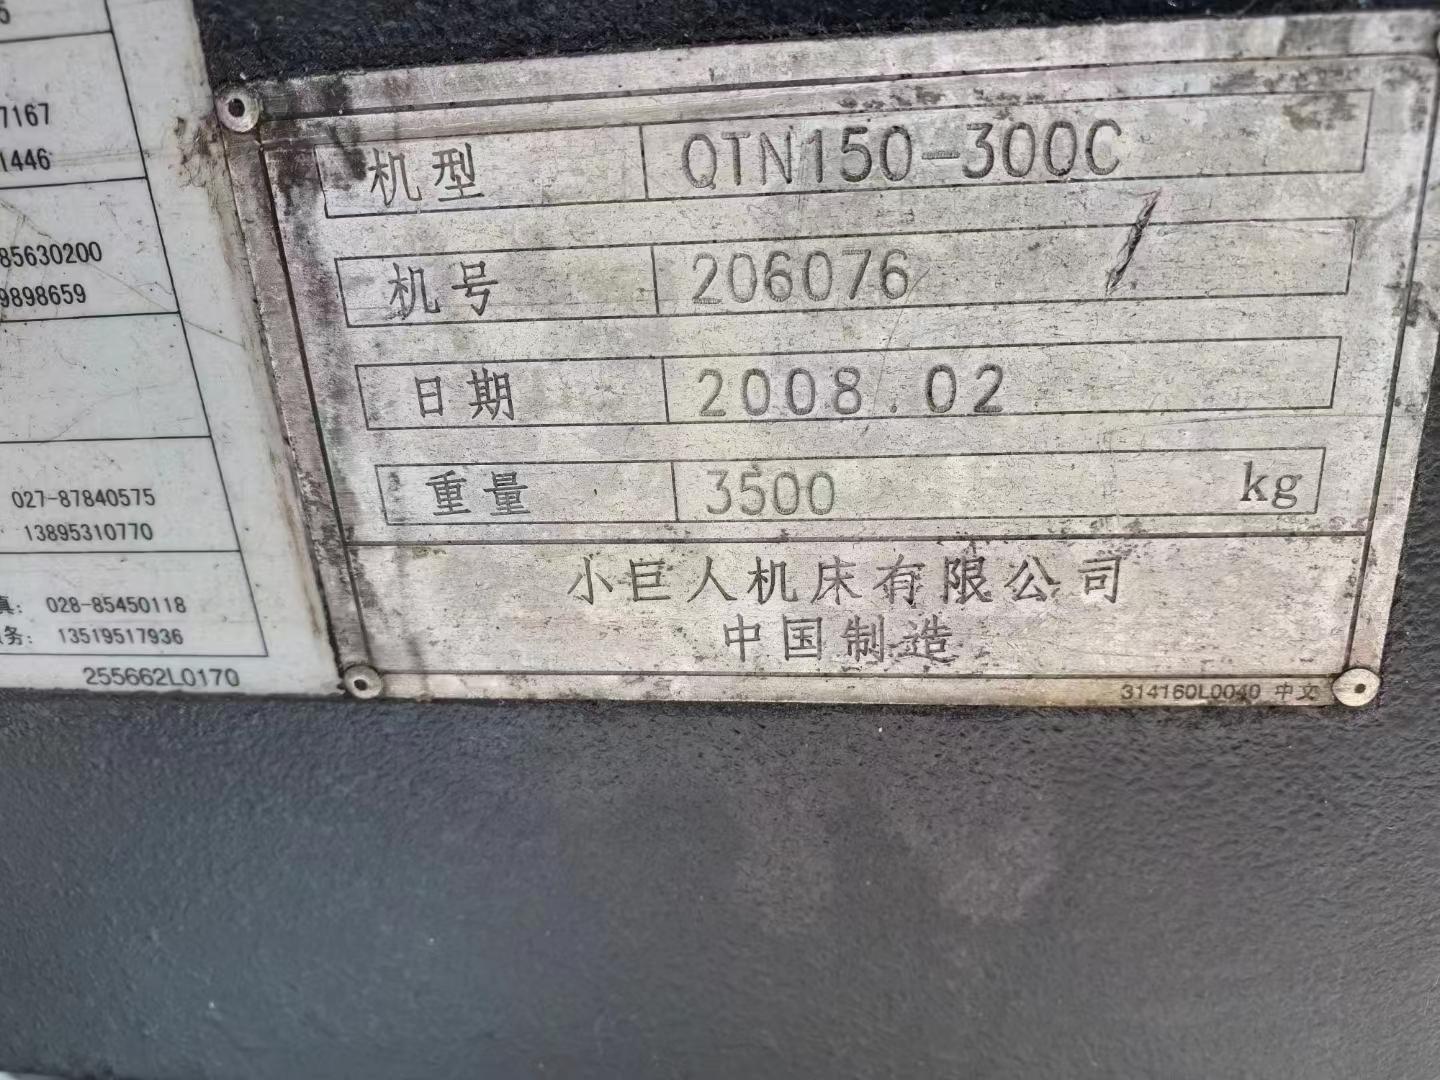 7167
1446
85630200
9898659
027-87840575
13895310770
真： 028-85450118
务： 13519517936
255662L0170
机型 QTN150-300C
机号 206076
日期 2008.02
重量 3500 kg
小巨人机床有限公司
中国制造
314160L0040 中文